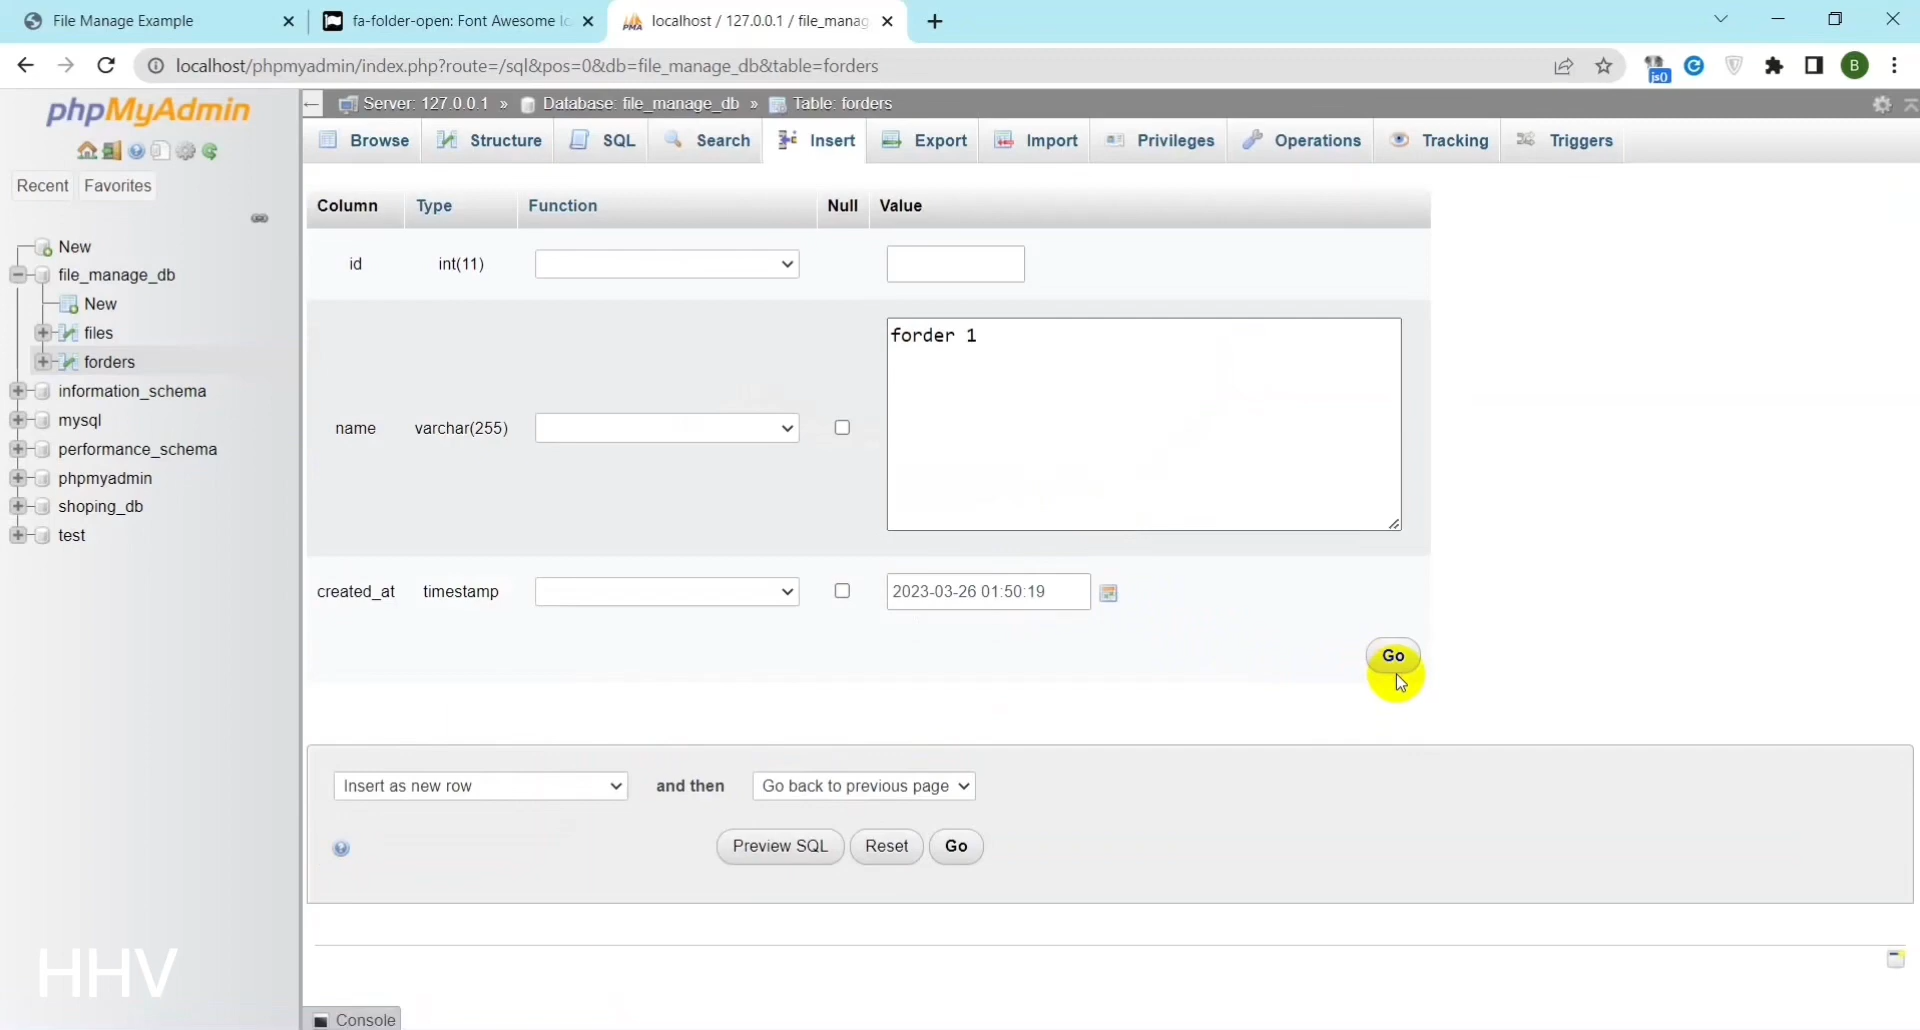 File Manage Example
fa-folder-open: Font Awesome Ic
localhost / 127.0.0.1 / file_manag
localhost/phpmyadmin/index.php?route=/sql&pos=0&db=file_manage_db&table=forders
js()
B
phpMyAdmin
Server: 127.0.0.1 » Database: file_manage_db » Table: forders
Browse Structure SQL Search Insert Export Import Privileges Operations Tracking Triggers
Recent Favorites
New
file_manage_db
New
files
forders
information_schema
mysql
performance_schema
phpmyadmin
shoping_db
test
Column Type Function Null Value
id int(11)
name varchar(255) forder 1
created_at timestamp 2023-03-26 01:50:19
Go
Insert as new row and then Go back to previous page
Preview SQL Reset Go
HHV
Console